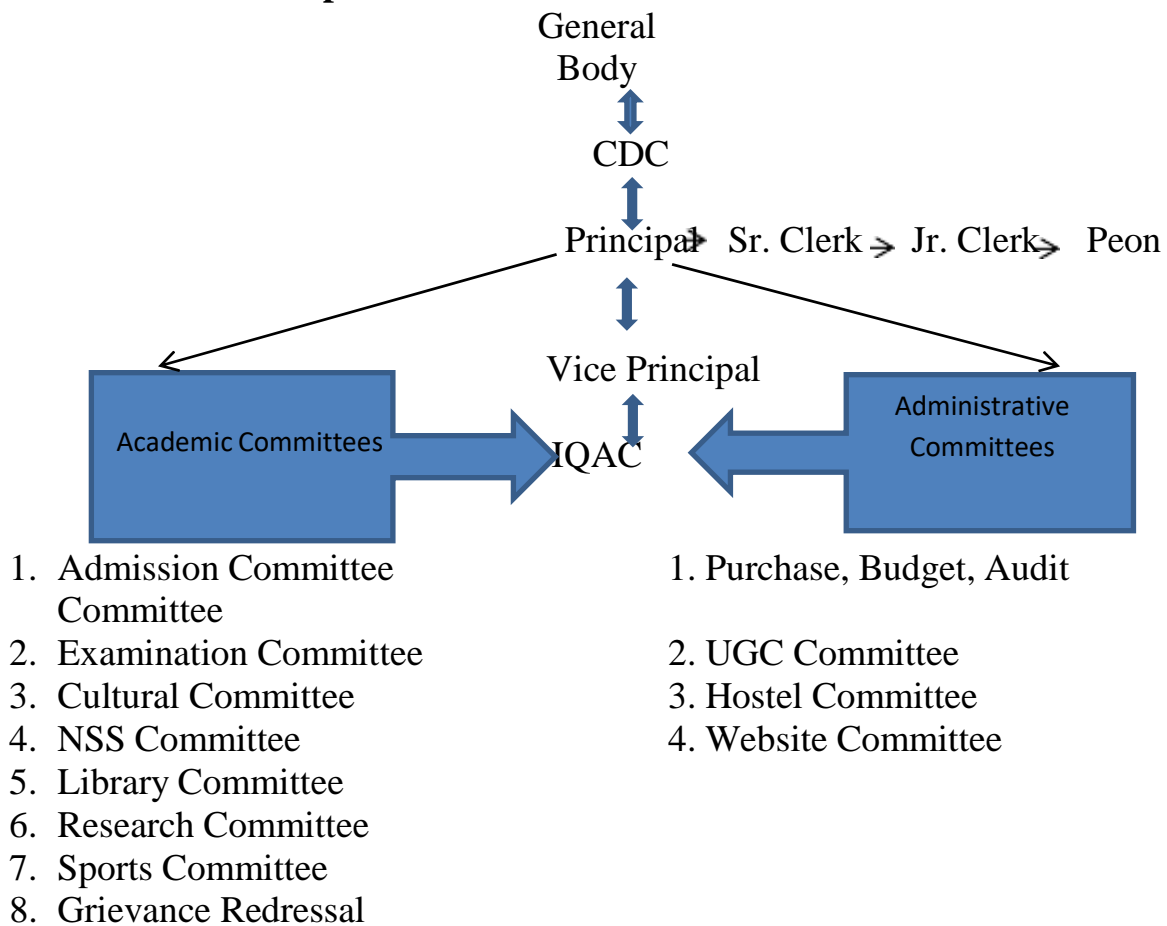 General
Body
CDC
Principal Sr. Clerk Jr. Clerk Peon
Vice Principal
Academic Committees
IQAC
Administrative
Committees
1. Admission Committee
Committee
2. Examination Committee
3. Cultural Committee
4. NSS Committee
5. Library Committee
6. Research Committee
7. Sports Committee
8. Grievance Redressal
1. Purchase, Budget, Audit
2. UGC Committee
3. Hostel Committee
4. Website Committee